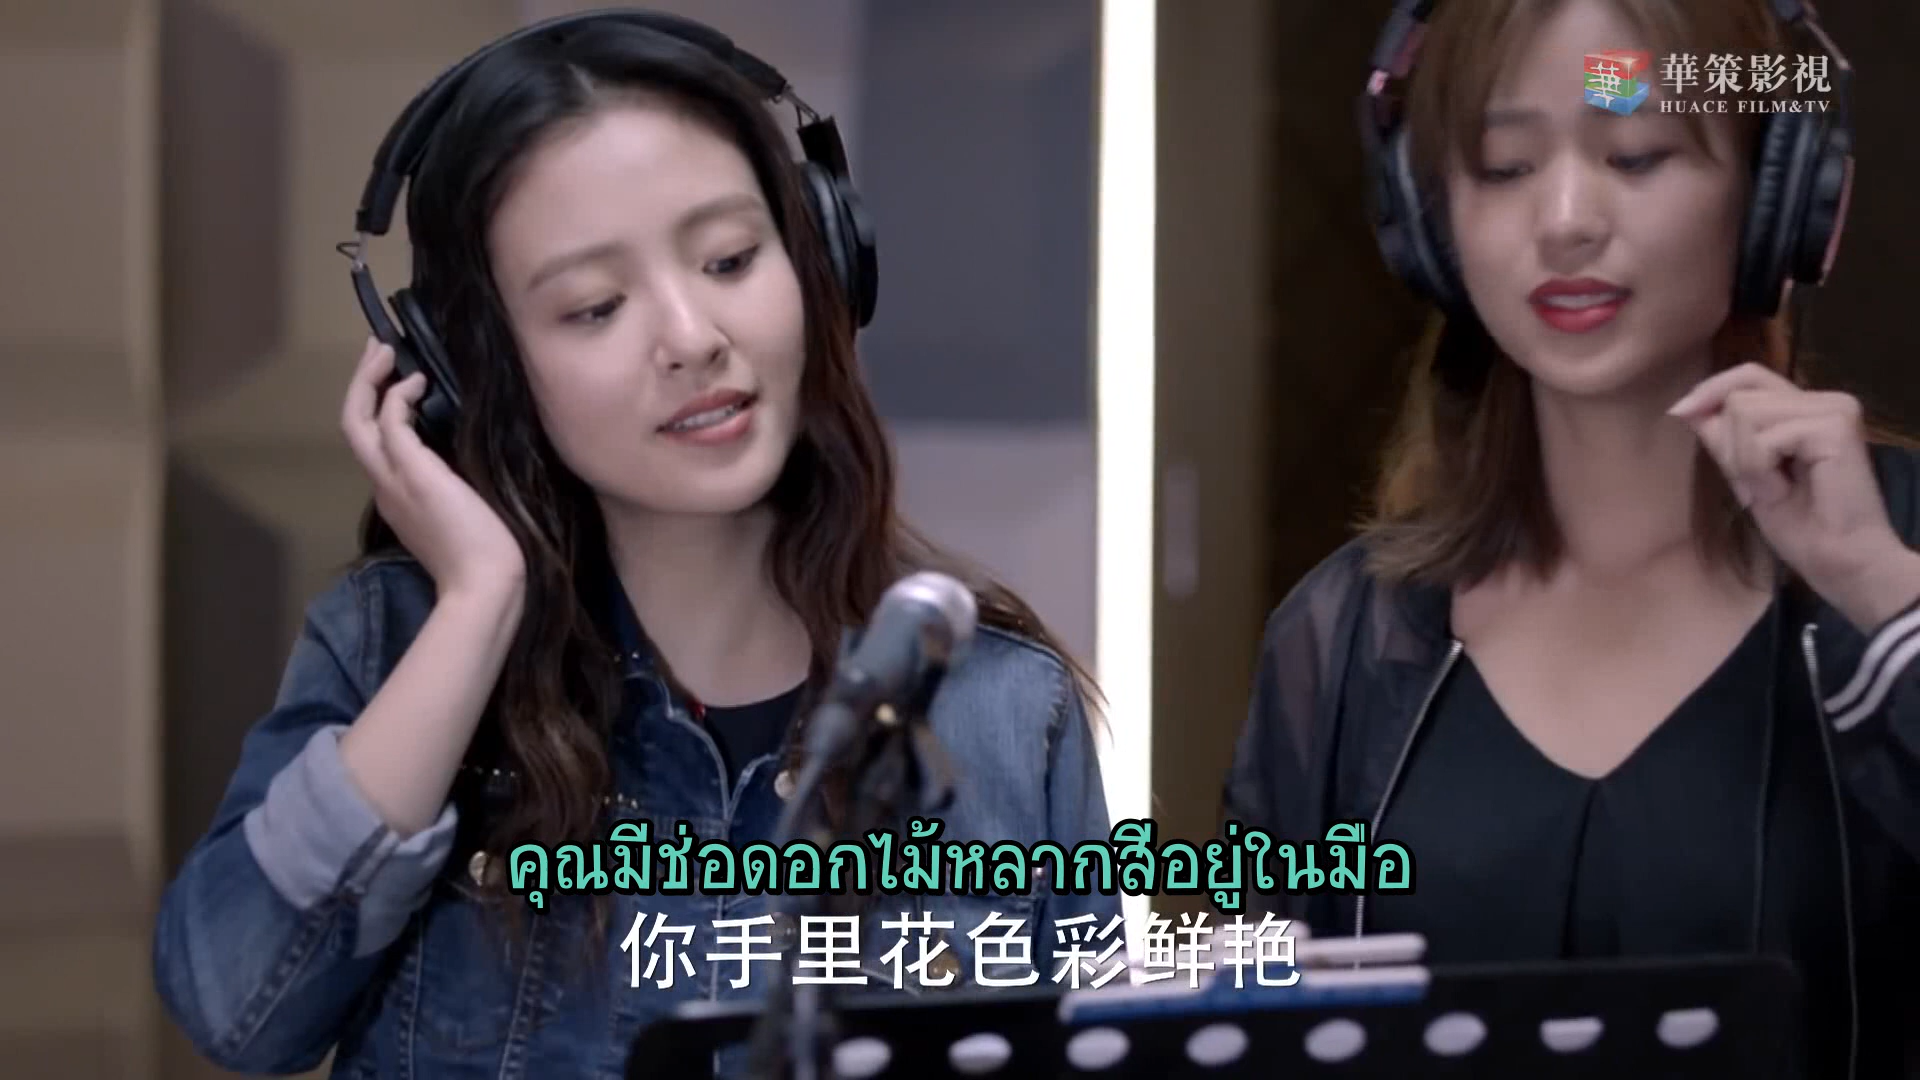 華
華策影視
HUACE FILM&TV
คุณมีช่อดอกไม้หลากสีอยู่ในมือ
你手里花色彩鲜艳